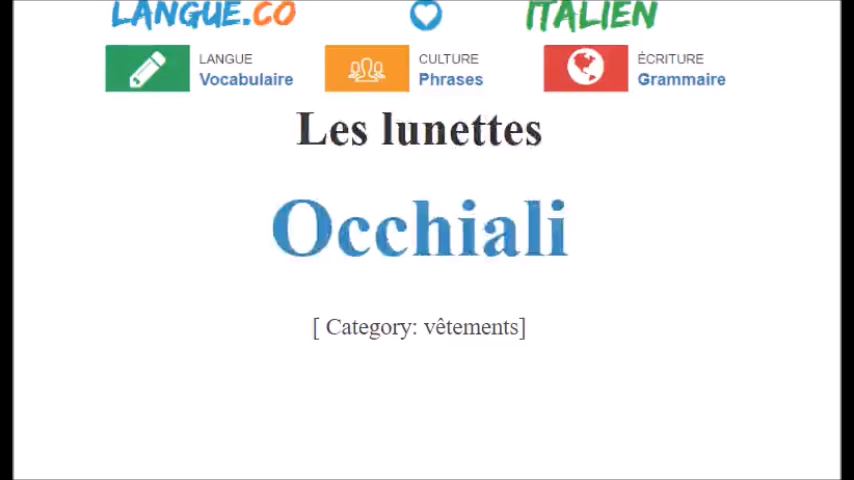 LANGUE.CO ITALIEN
LANGUE CULTURE ÉCRITURE
Vocabulaire Phrases Grammaire
Les lunettes
Occhiali
[ Category: vêtements]